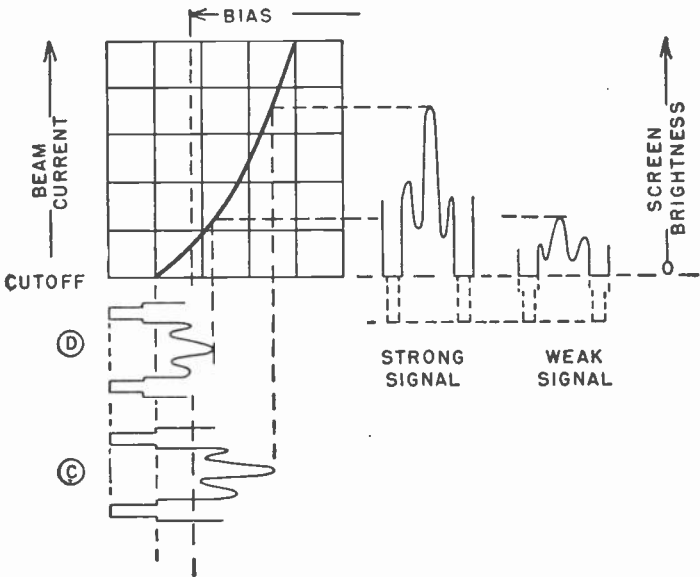 BIAS
BEAM
CURRENT
SCREEN
BRIGHTNESS
O
CUTOFF
D
STRONG
SIGNAL
WEAK
SIGNAL
C